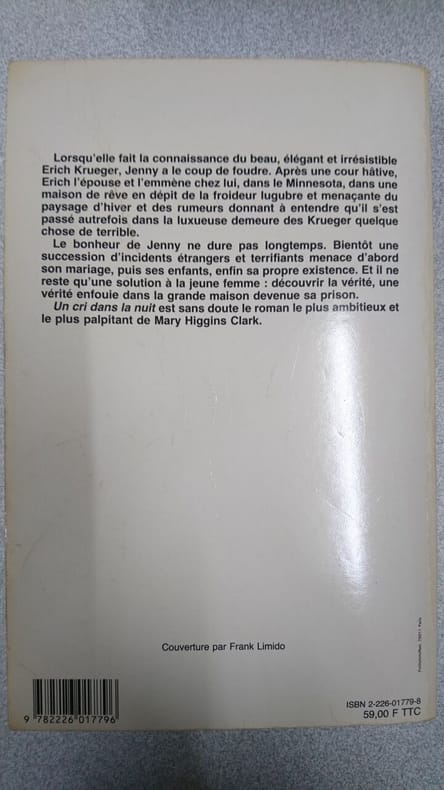 Lorsqu'elle fait la connaissance du beau, élégant et irrésistible
Erich Krueger, Jenny a le coup de foudre. Après une cour hâtive,
Erich l'épouse et l'emmène chez lui, dans le Minnesota, dans une
maison de rêve en dépit de la froideur lugubre et menaçante du
paysage d'hiver et des rumeurs donnant à entendre qu'il s'est
passé autrefois dans la luxueuse demeure des Krueger quelque
chose de terrible.
Le bonheur de Jenny ne dure pas longtemps. Bientôt une
succession d'incidents étrangers et terrifiants menace d'abord
son mariage, puis ses enfants, enfin sa propre existence. Et il ne
reste qu'une solution à la jeune femme : découvrir la vérité, une
vérité enfouie dans la grande maison devenue sa prison.
Un cri dans la nuit est sans doute le roman le plus ambitieux et
le plus palpitant de Mary Higgins Clark.
Couverture par Frank Limido
ISBN 2-226-01779-8
59,00 F TTC
9 782226 017796